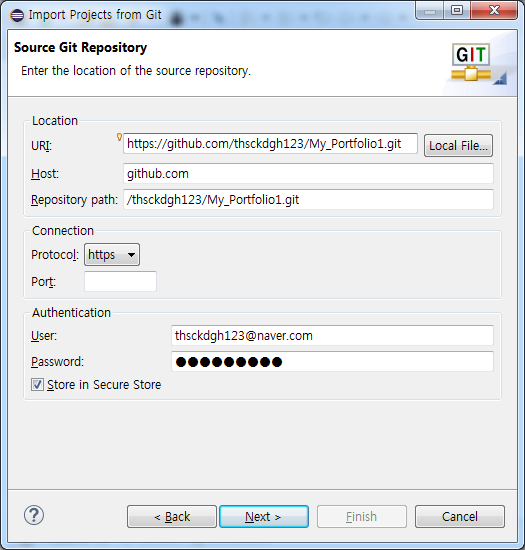 Import Projects from Git
Source Git Repository
Enter the location of the source repository.
GIT
Location
URI: https://github.com/thsckdgh123/My_Portfolio1.git Local File...
Host: github.com
Repository path: /thsckdgh123/My_Portfolio1.git
Connection
Protocol: https
Port:
Authentication
User: thsckdgh123@naver.com
Password: ●●●●●●●●●
Store in Secure Store
? < Back Next > Finish Cancel